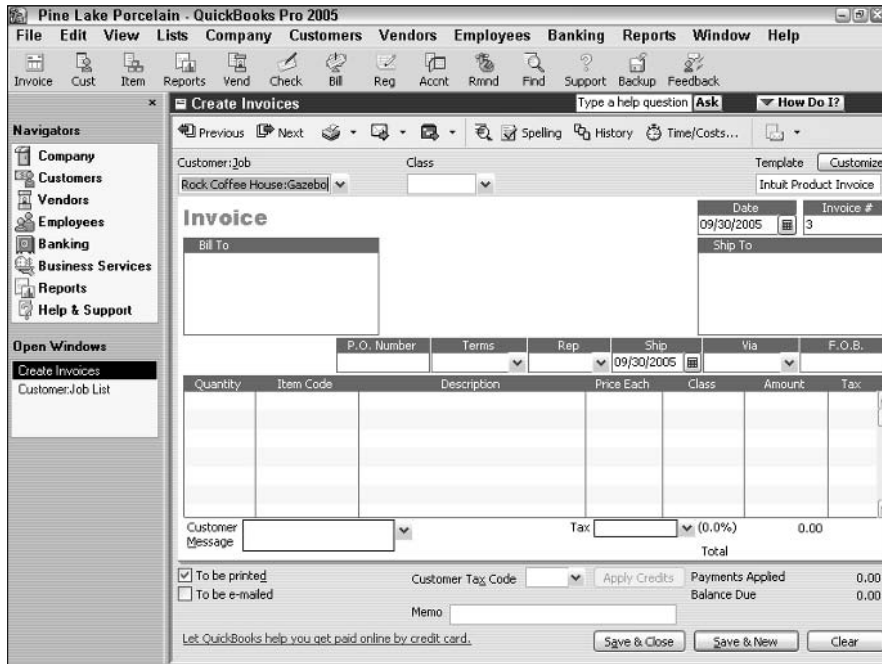 Pine Lake Porcelain - QuickBooks Pro 2005
File Edit View Lists Company Customers Vendors Employees Banking Reports Window Help
Invoice Cust Item Reports Vend Check Bill Reg Accnt Rmnd Find Support Backup Feedback
Create Invoices Type a help question Ask How Do I?
Navigators
Company
Customers
Vendors
Employees
Banking
Business Services
Reports
Help & Support
Open Windows
Create Invoices
Customer:Job List
Previous Next Spelling History Time/Costs...
Customer:Job Class Template Customize
Rock Coffee House:Gazebo Intuit Product Invoice
Invoice
Date Invoice #
09/30/2005 3
Bill To Ship To
P.O. Number Terms Rep Ship Via F.O.B.
09/30/2005
Quantity Item Code Description Price Each Class Amount Tax
Customer Message
Tax (0.0%) 0.00
Total
To be printed
To be e-mailed
Customer Tax Code Apply Credits
Payments Applied 0.00
Balance Due 0.00
Memo
Let QuickBooks help you get paid online by credit card.
Save & Close Save & New Clear